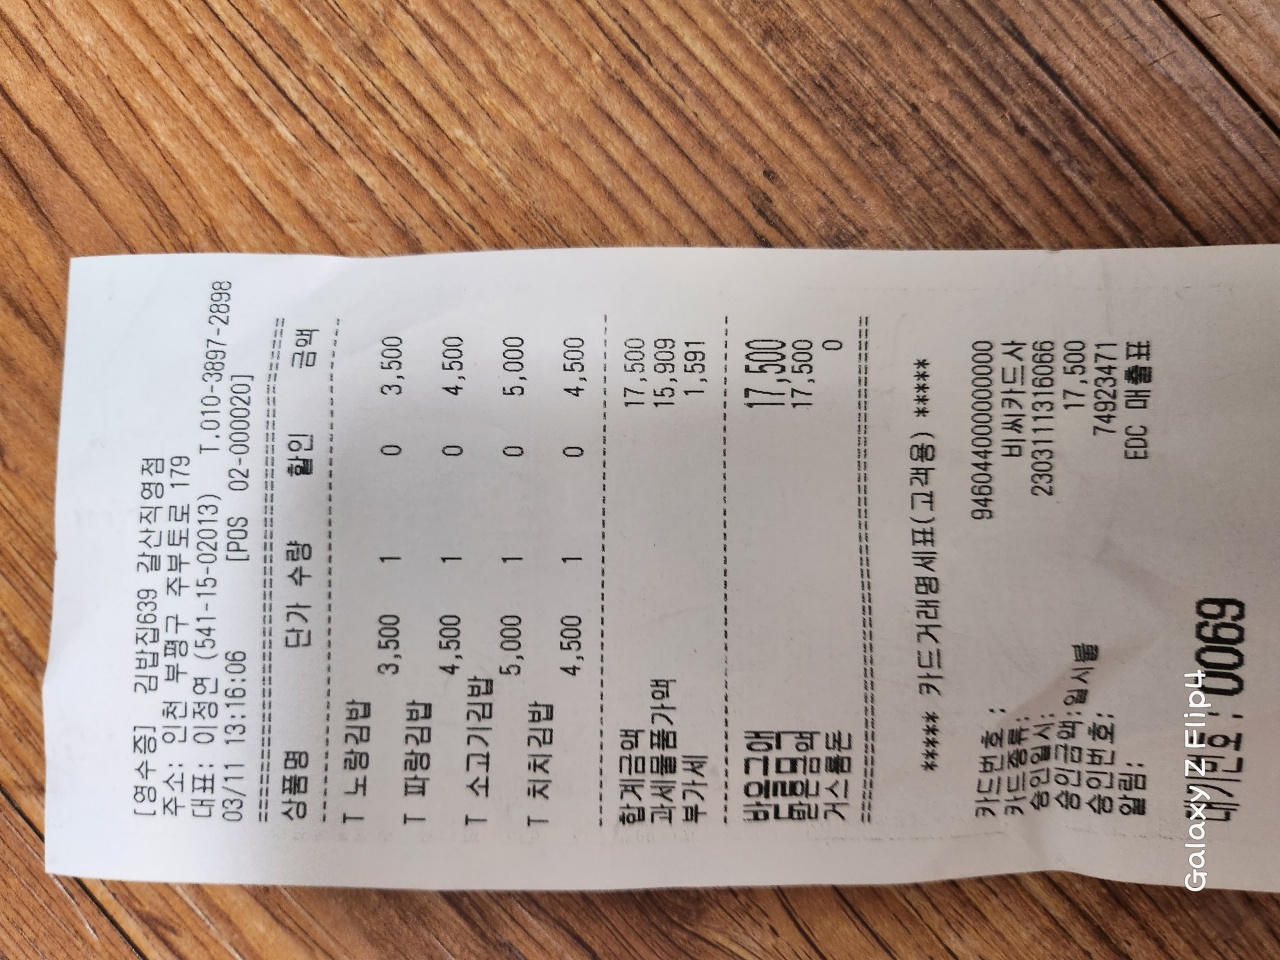 [영수증] 김밥집639 갈산직영점
주소: 인천 부평구 주부토로 179
대표: 이정연 (541-15-02013) T.010-3897-2898
03/11 13:16:06 [POS 02-000020]
상품명 단가 수량 할인 금액
T 노랑김밥
3,500 1 0 3,500
T 파랑김밥
4,500 1 0 4,500
T 소고기김밥
5,000 1 0 5,000
T 치치김밥
4,500 1 0 4,500
합계금액 17,500
과세물품가액 15,909
부가세 1,591
받을금액 17,500
받은금액 17,500
거스름돈 0
***** 카드거래명세표(고객용) *****
카드번호 : 9460440000000000
카드종류: 비씨카드사
승인일시: 230311131606
승인금액:일시불 17,500
승인번호: 74923471
알림: EDC 매출표
대기번호: 0069
Galaxy Z Flip4